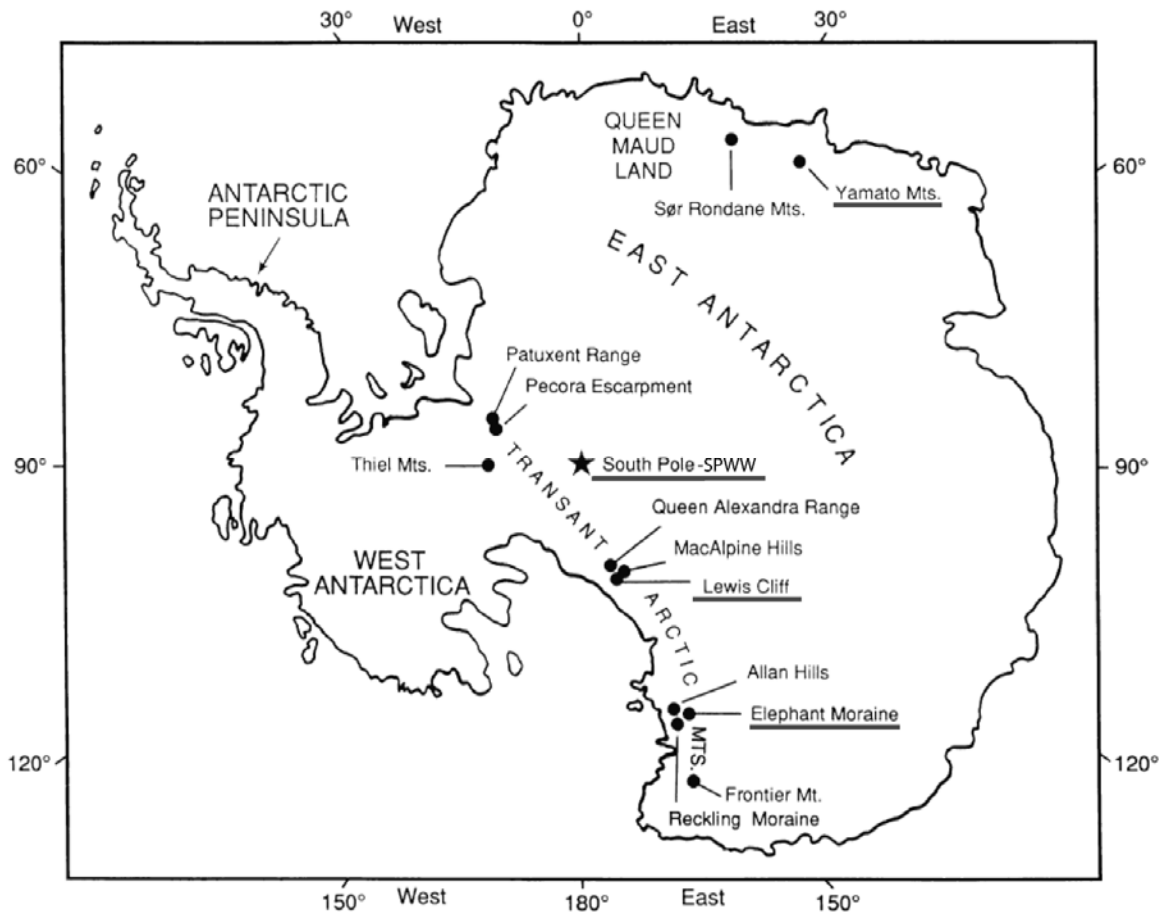 30° West 0° East 30°
QUEEN
MAUD
LAND
60°
60°
ANTARCTIC
PENINSULA
Yamato Mts.
Sør Rondane Mts.
EAST ANTARCTICA
Patuxent Range
Pecora Escarpment
Thiel Mts.
90°
South Pole-SPWW
90°
TRANSANT
ARCTIC
MTS.
Queen Alexandra Range
MacAlpine Hills
Lewis Cliff
WEST
ANTARCTICA
Allan Hills
Elephant Moraine
120°
120°
Frontier Mt.
Reckling Moraine
150° West 180° East 150°